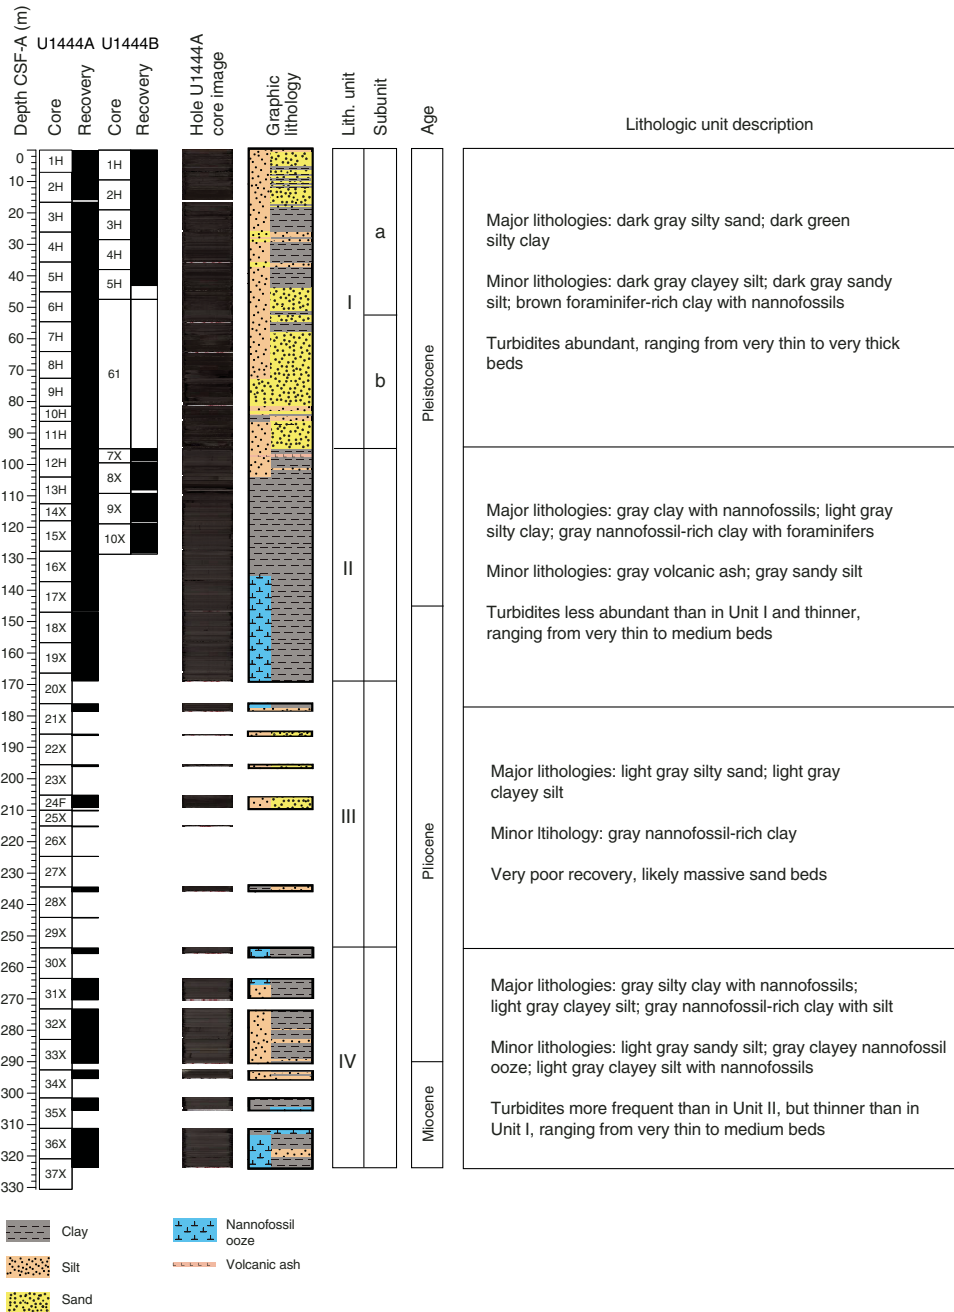 Depth CSF-A (m)
U1444A U1444B
Core
Recovery
Core
Recovery
Hole U1444A
core image
Graphic
lithology
Lith. unit
Subunit
Age
Lithologic unit description
0
10
20
30
40
50
60
70
80
90
100
110
120
130
140
150
160
170
180
190
200
210
220
230
240
250
260
270
280
290
300
310
320
330
1H
2H
3H
4H
5H
6H
7H
8H
9H
10H
11H
12H
13H
14X
15X
16X
17X
18X
19X
20X
21X
22X
23X
24F
25X
26X
27X
28X
29X
30X
31X
32X
33X
34X
35X
36X
37X
1H
2H
3H
4H
5H
61
7X
8X
9X
10X
I
II
III
IV
a
b
Pleistocene
Pliocene
Miocene
Major lithologies: dark gray silty sand; dark green
silty clay
Minor lithologies: dark gray clayey silt; dark gray sandy
silt; brown foraminifer-rich clay with nannofossils
Turbidites abundant, ranging from very thin to very thick
beds
Major lithologies: gray clay with nannofossils; light gray
silty clay; gray nannofossil-rich clay with foraminifers
Minor lithologies: gray volcanic ash; gray sandy silt
Turbidites less abundant than in Unit I and thinner,
ranging from very thin to medium beds
Major lithologies: light gray silty sand; light gray
clayey silt
Minor ltihology: gray nannofossil-rich clay
Very poor recovery, likely massive sand beds
Major lithologies: gray silty clay with nannofossils;
light gray clayey silt; gray nannofossil-rich clay with silt
Minor lithologies: light gray sandy silt; gray clayey nannofossil
ooze; light gray clayey silt with nannofossils
Turbidites more frequent than in Unit II, but thinner than in
Unit I, ranging from very thin to medium beds
Clay
Silt
Sand
Nannofossil
ooze
Volcanic ash